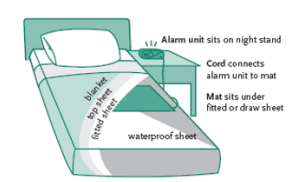 Alarm unit sits on night stand
Cord connects
alarm unit to mat
Mat sits under
fitted or draw sheet
blanket
top sheet
fitted sheet
waterproof sheet